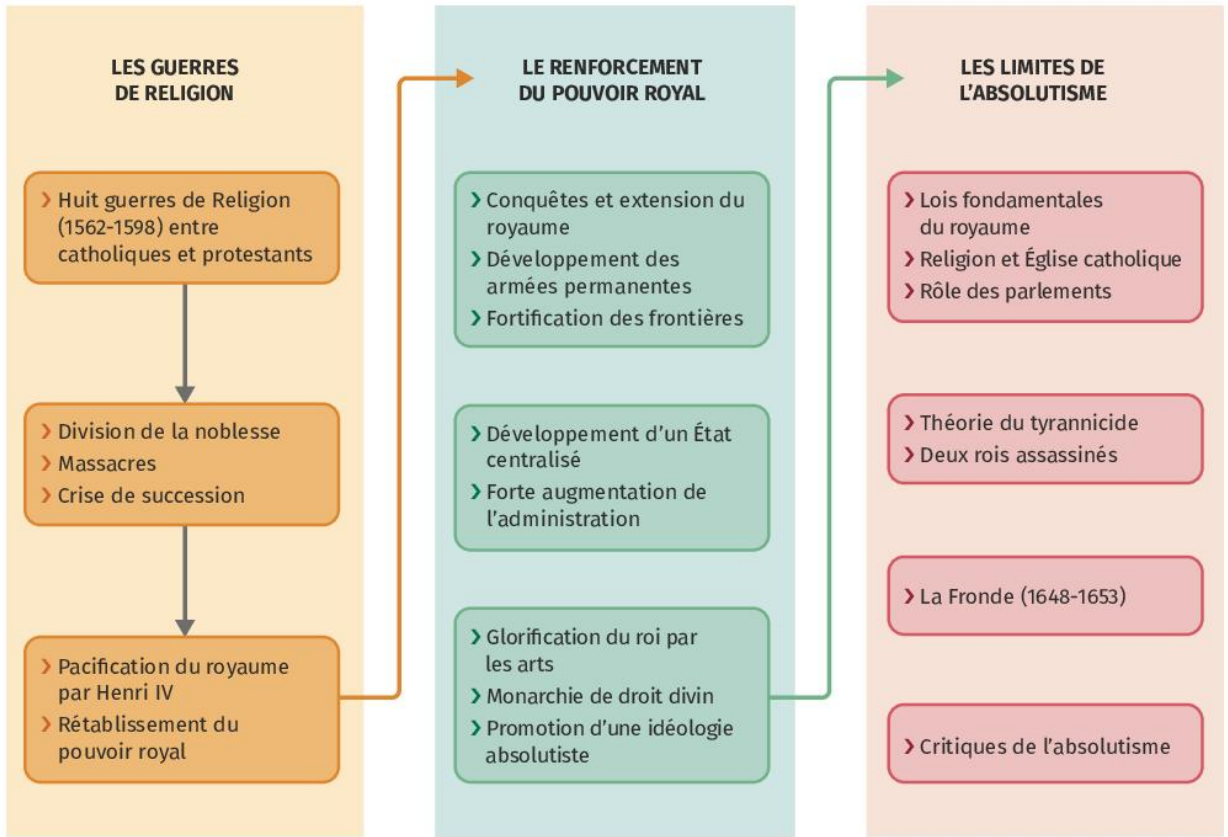 LES GUERRES
DE RELIGION
❯ Huit guerres de Religion
(1562-1598) entre
catholiques et protestants
❯ Division de la noblesse
❯ Massacres
❯ Crise de succession
❯ Pacification du royaume
par Henri IV
❯ Rétablissement du
pouvoir royal
LE RENFORCEMENT
DU POUVOIR ROYAL
❯ Conquêtes et extension du
royaume
❯ Développement des
armées permanentes
❯ Fortification des frontières
❯ Développement d’un État
centralisé
❯ Forte augmentation de
l’administration
❯ Glorification du roi par
les arts
❯ Monarchie de droit divin
❯ Promotion d’une idéologie
absolutiste
LES LIMITES DE
L’ABSOLUTISME
❯ Lois fondamentales
du royaume
❯ Religion et Église catholique
❯ Rôle des parlements
❯ Théorie du tyrannicide
❯ Deux rois assassinés
❯ La Fronde (1648-1653)
❯ Critiques de l’absolutisme